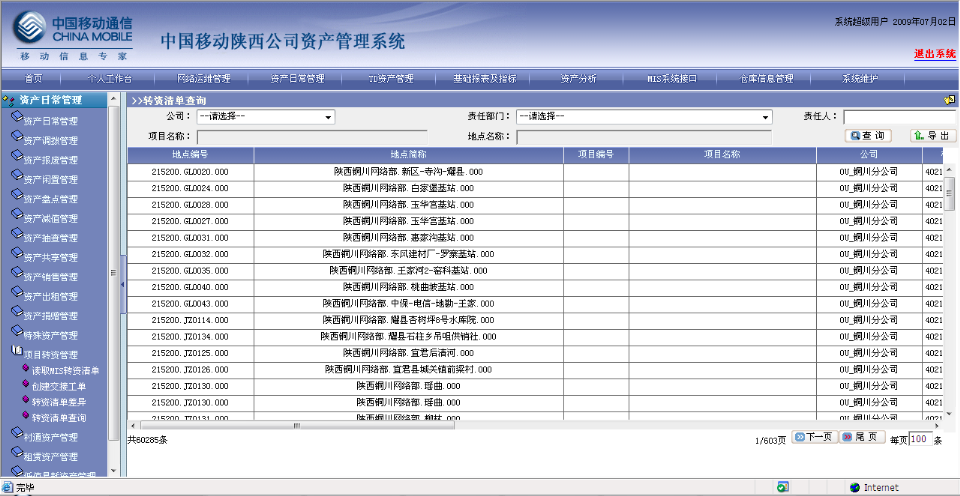 中国移动通信
CHINA MOBILE
移 动 信 息 专 家
中国移动陕西公司资产管理系统
系统超级用户 2009年07月02日
退出系统
首页 个人工作台 网络运维管理 资产日常管理 TD资产管理 基础报表及指标 资产分析 MIS系统接口 仓库信息管理 系统维护
资产日常管理
资产日常管理
资产调拨管理
资产报废管理
资产闲置管理
资产盘点管理
资产减值管理
资产抽查管理
资产共享管理
资产销售管理
资产出租管理
资产捐赠管理
特殊资产管理
项目转资管理
读取MIS转资清单
创建交接工单
转资清单差异
转资清单查询
村通资产管理
租赁资产管理
>>转资清单查询
公司： --请选择-- 责任部门： --请选择-- 责任人：
项目名称： 地点名称： 查 询 导 出
地点编号 地点简称 项目编号 项目名称 公司
215200.GL0020.000 陕西铜川网络部.新区-寺沟-耀县.000 OU_铜川分公司 4021
215200.GL0024.000 陕西铜川网络部.白家堡基站.000 OU_铜川分公司 4021
215200.GL0028.000 陕西铜川网络部.玉华宫基站.000 OU_铜川分公司 4021
215200.GL0027.000 陕西铜川网络部.玉华宫基站.000 OU_铜川分公司 4021
215200.GL0031.000 陕西铜川网络部.惠家沟基站.000 OU_铜川分公司 4021
215200.GL0032.000 陕西铜川网络部.东风建材厂-罗寨基站.000 OU_铜川分公司 4021
215200.GL0035.000 陕西铜川网络部.王家河2-窑科基站.000 OU_铜川分公司 4021
215200.GL0040.000 陕西铜川网络部.桃曲坡基站.000 OU_铜川分公司 4021
215200.GL0043.000 陕西铜川网络部.中保-电信-地勘-王家.000 OU_铜川分公司 4021
215200.JZ0114.000 陕西铜川网络部.耀县杏树坪8号水库院.000 OU_铜川分公司 4021
215200.JZ0134.000 陕西铜川网络部.耀县石柱乡吊咀供销社.000 OU_铜川分公司 4021
215200.JZ0125.000 陕西铜川网络部.宜君后清河.000 OU_铜川分公司 4021
215200.JZ0126.000 陕西铜川网络部.宜君县城关镇前梁村.000 OU_铜川分公司 4021
215200.JZ0130.000 陕西铜川网络部.瑶曲.000 OU_铜川分公司 4021
215200.JZ0130.000 陕西铜川网络部.瑶曲.000 OU_铜川分公司 4021
215200.JZ0131.000 陕西铜川网络部.柳林.000 OU_铜川分公司 4021
共60285条 1/603页 下一页 尾 页 每页 100 条
完毕 Internet